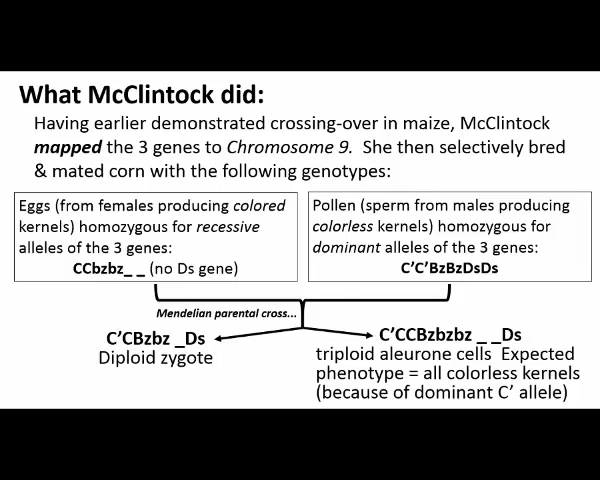 What McClintock did:
Having earlier demonstrated crossing-over in maize, McClintock
mapped the 3 genes to Chromosome 9. She then selectively bred
& mated corn with the following genotypes:
Eggs (from females producing colored
kernels) homozygous for recessive
alleles of the 3 genes:
CCbzbz_ _ (no Ds gene)
Pollen (sperm from males producing
colorless kernels) homozygous for
dominant alleles of the 3 genes:
C’C’BzBzDsDs
Mendelian parental cross...
C’CBzbz _Ds
Diploid zygote
C’CCBzbzbz _ _Ds
triploid aleurone cells Expected
phenotype = all colorless kernels
(because of dominant C’ allele)